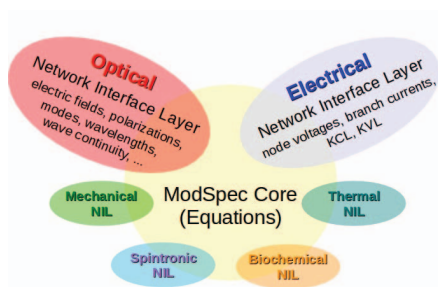 Optical
Network Interface Layer
electric fields, polarizations,
modes, wavelengths,
wave continuity, ...
Electrical
Network Interface Layer
node voltages, branch currents,
KCL, KVL
Mechanical
NIL
ModSpec Core
(Equations)
Thermal
NIL
Spintronic
NIL
Biochemical
NIL